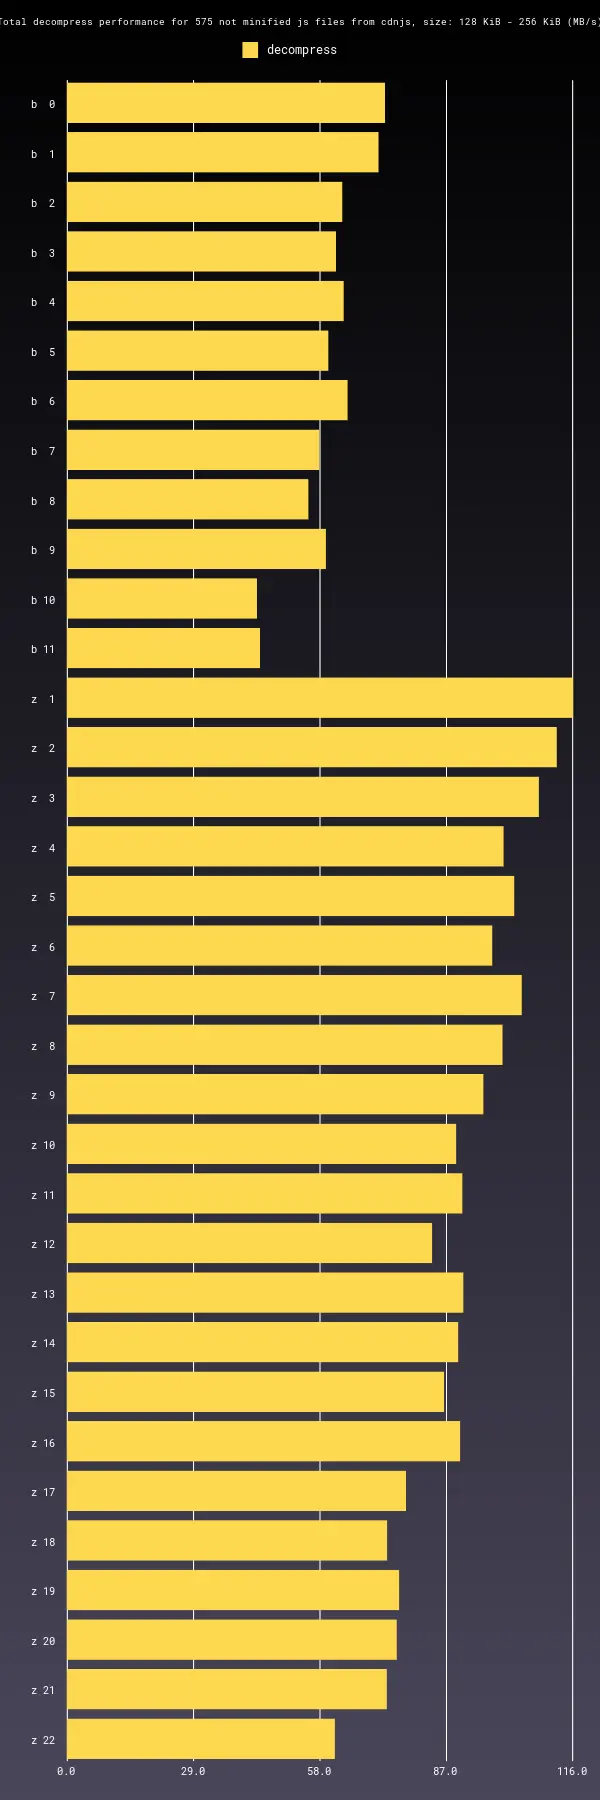 Total decompress performance for 575 not minified js files from cdnjs, size: 128 KiB - 256 KiB (MB/s)
decompress
b 0
b 1
b 2
b 3
b 4
b 5
b 6
b 7
b 8
b 9
b 10
b 11
z 1
z 2
z 3
z 4
z 5
z 6
z 7
z 8
z 9
z 10
z 11
z 12
z 13
z 14
z 15
z 16
z 17
z 18
z 19
z 20
z 21
z 22
0.0 29.0 58.0 87.0 116.0